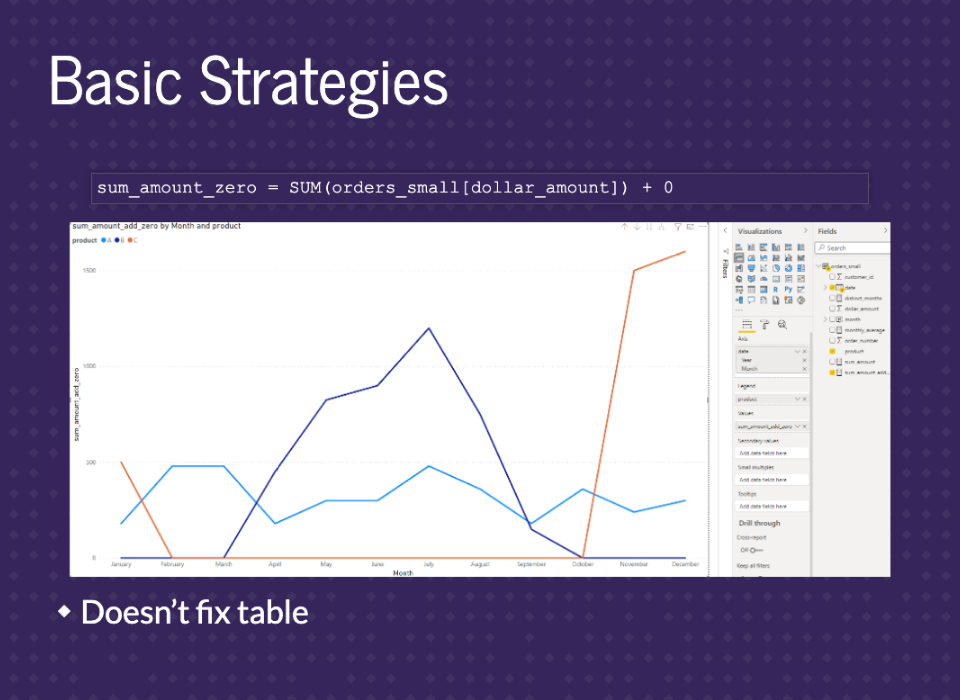 Basic Strategies
sum_amount_zero = SUM(orders_small[dollar_amount]) + 0
sum_amount_add_zero by Month and product
product A B C
1500
1000
500
0
sum_amount_add_zero
January February March April May June July August September October November December
Month
Filters
Visualizations
R Py
Axis
date
Year
Month
Legend
product
Values
sum_amount_add_zero
Secondary values
Add data fields here
Small multiples
Add data fields here
Tooltips
Add data fields here
Drill through
Cross-report
Off
Keep all filters
Fields
Search
orders_small
customer_id
date
distinct_months
dollar_amount
month
monthly_average
order_number
product
sum_amount
sum_amount_add...
◆ Doesn’t fix table